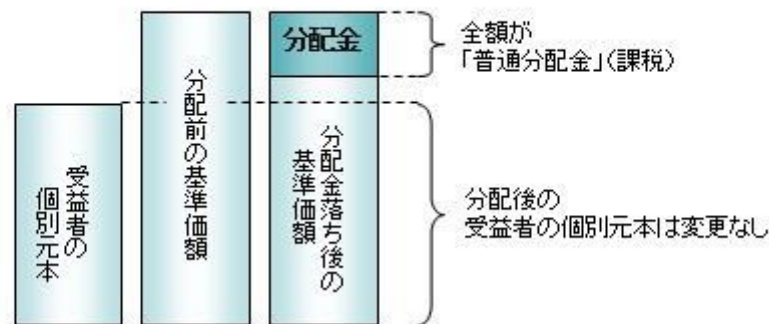 受益者の
個別元本
分配前の基準価額
分配金
分配金落ち後の
基準価額
全額が
「普通分配金」(課税)
分配後の
受益者の個別元本は変更なし